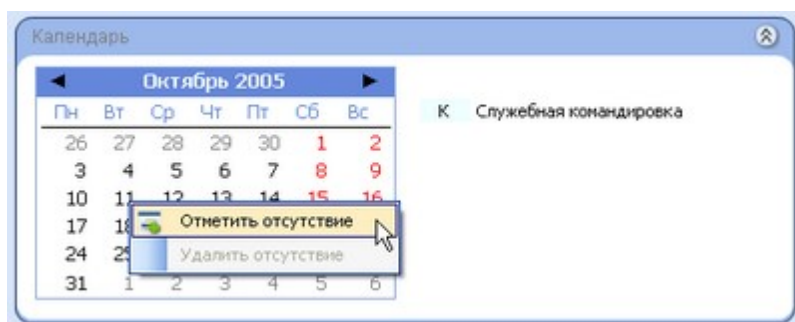 Календарь
Октябрь 2005
Пн Вт Ср Чт Пт Сб Вс
К Служебная командировка
26 27 28 29 30 1 2
3 4 5 6 7 8 9
10 11 12 13 14 15 16
17 18
Отметить отсутствие
24 25
Удалить отсутствие
31 1 2 3 4 5 6